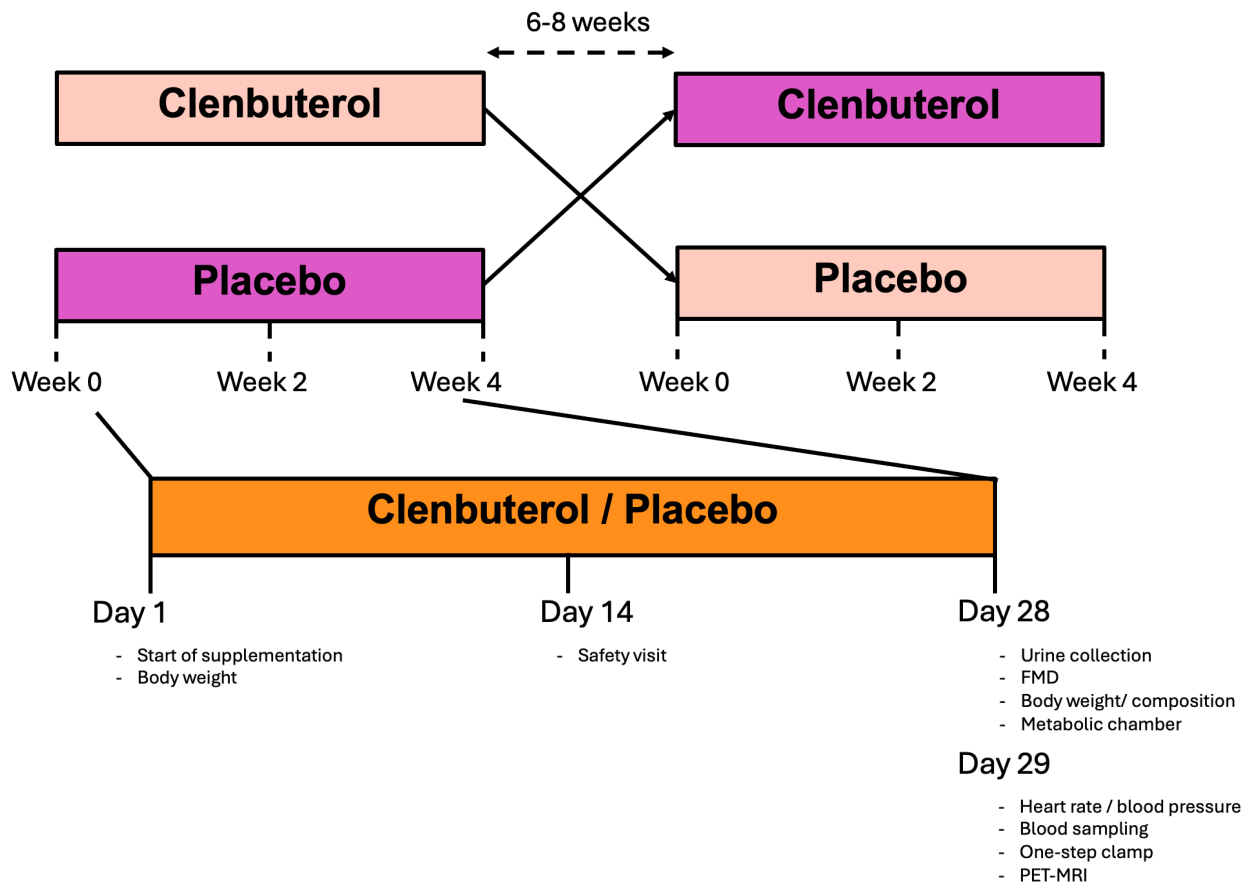 6-8 weeks
Clenbuterol
Clenbuterol
Placebo
Placebo
Week 0
Week 2
Week 4
Week 0
Week 2
Week 4
Clenbuterol / Placebo
Day 1
- Start of supplementation
- Body weight
Day 14
- Safety visit
Day 28
- Urine collection
- FMD
- Body weight/ composition
- Metabolic chamber
Day 29
- Heart rate / blood pressure
- Blood sampling
- One-step clamp
- PET-MRI